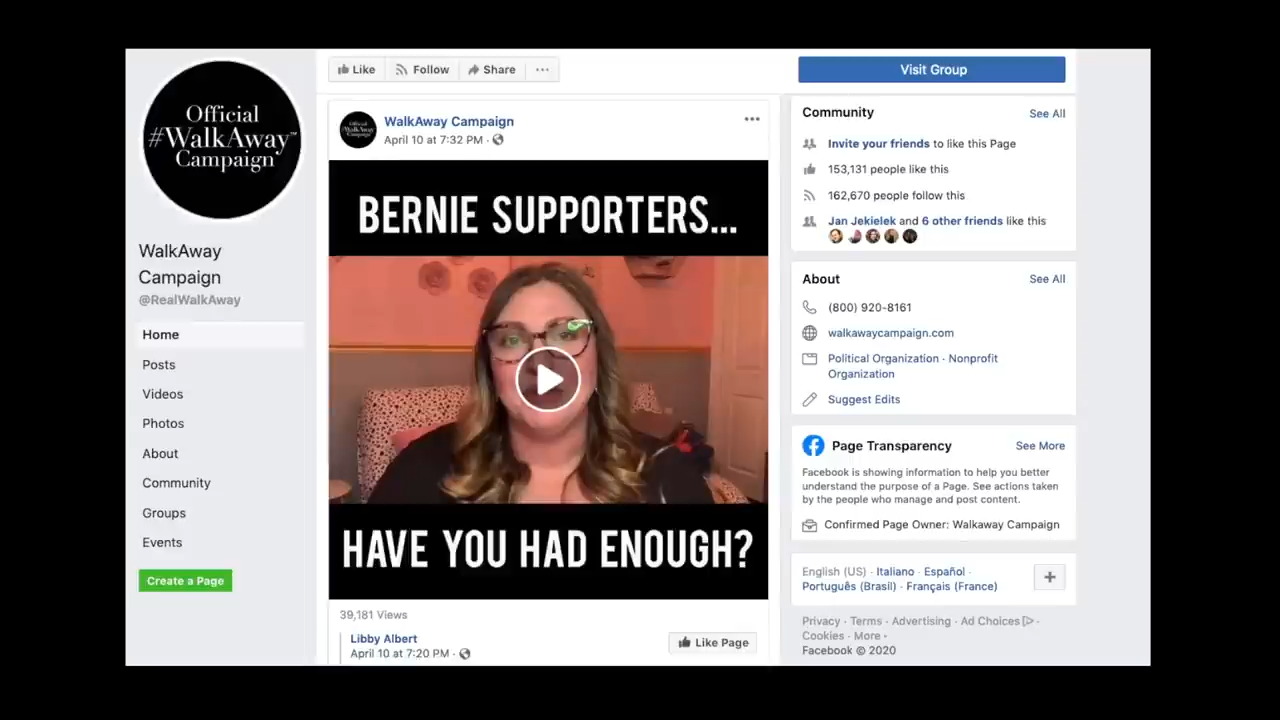 Official
#WalkAway™
Campaign
WalkAway
Campaign
@RealWalkAway
Home
Posts
Videos
Photos
About
Community
Groups
Events
Create a Page
Like
Follow
Share
...
WalkAway Campaign
April 10 at 7:32 PM ·
BERNIE SUPPORTERS...
HAVE YOU HAD ENOUGH?
39,181 Views
Libby Albert
April 10 at 7:20 PM ·
Like Page
Visit Group
Community
See All
Invite your friends to like this Page
153,131 people like this
162,670 people follow this
Jan Jekielek and 6 other friends like this
About
See All
(800) 920-8161
walkawaycampaign.com
Political Organization · Nonprofit
Organization
Suggest Edits
Page Transparency
See More
Facebook is showing information to help you better
understand the purpose of a Page. See actions taken
by the people who manage and post content.
Confirmed Page Owner: Walkaway Campaign
English (US) · Italiano · Español ·
Português (Brasil) · Français (France)
Privacy · Terms · Advertising · Ad Choices ·
Cookies · More
Facebook © 2020